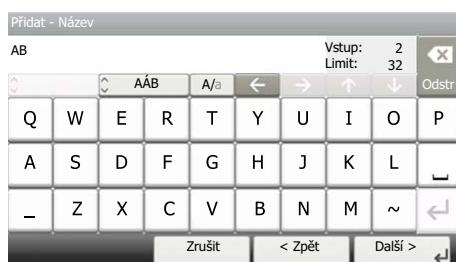 Přidat - Název
AB
Vstup: 2
Limit: 32
AÁB A/a Odstr
Q W E R T Y U I O P
A S D F G H J K L
_ Z X C V B N M ~
Zrušit < Zpět Další >